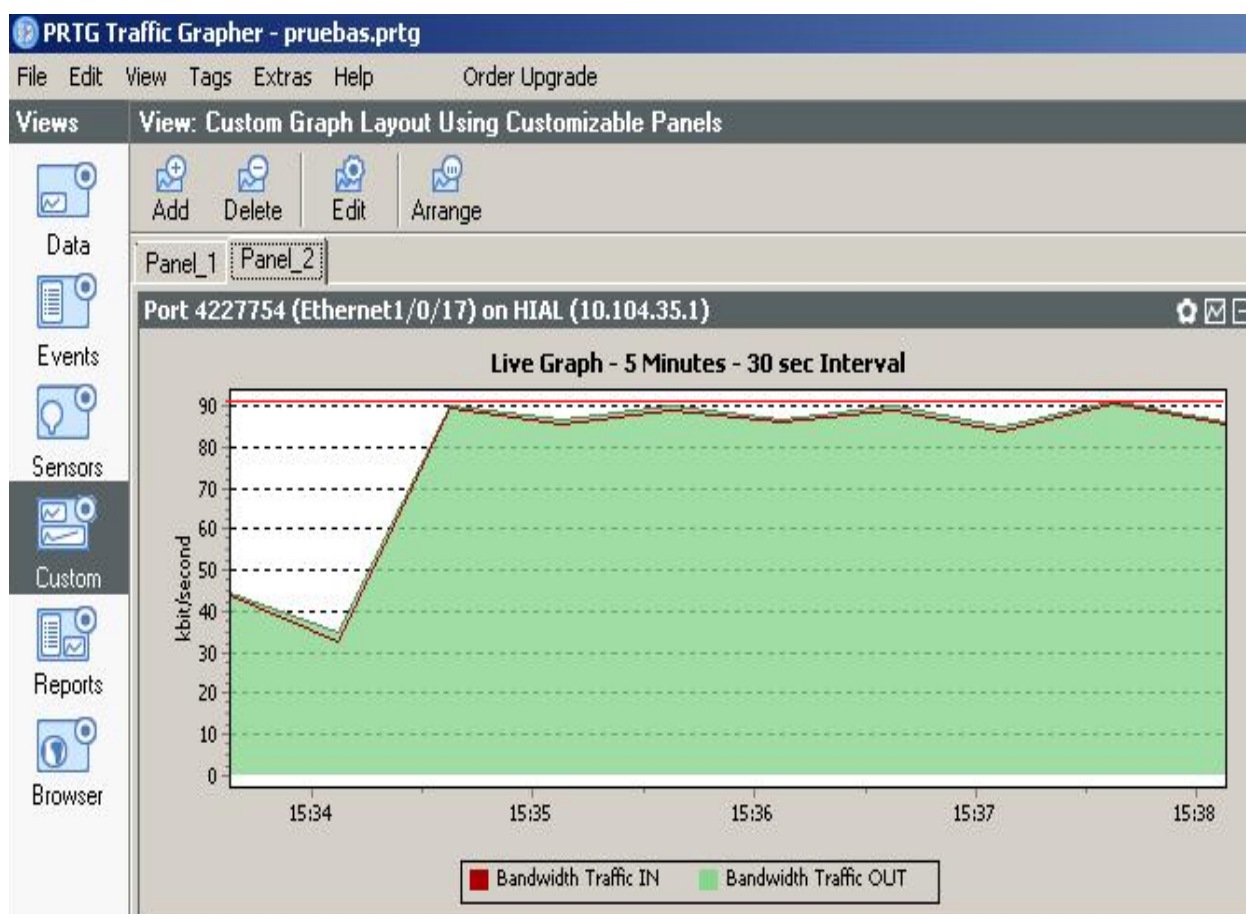 PRTG Traffic Grapher - pruebas.prtg
File Edit View Tags Extras Help Order Upgrade
Views
View: Custom Graph Layout Using Customizable Panels
Add Delete Edit Arrange
Data
Events
Sensors
Custom
Reports
Browser
Panel_1 Panel_2
Port 4227754 (Ethernet1/0/17) on HIAL (10.104.35.1)
Live Graph - 5 Minutes - 30 sec Interval
kbit/second
90
80
70
60
50
40
30
20
10
0
15:34 15:35 15:36 15:37 15:38
Bandwidth Traffic IN Bandwidth Traffic OUT